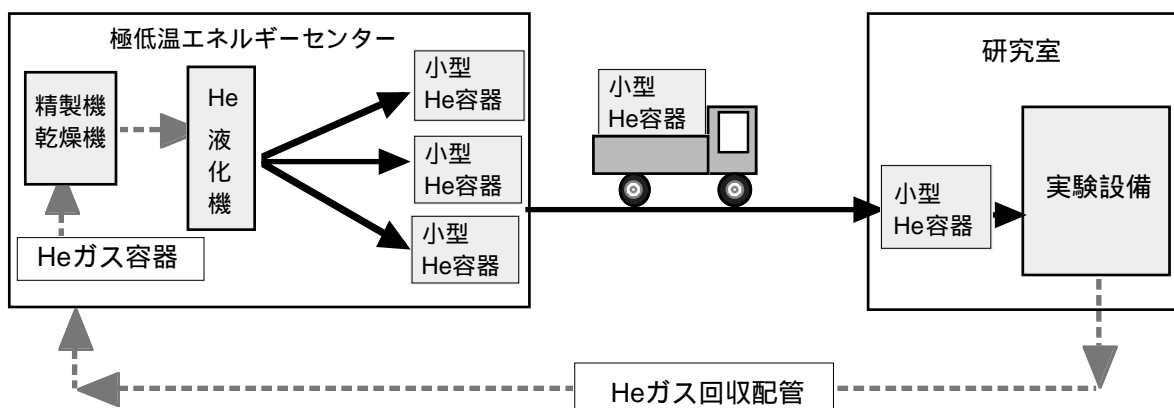 極低温エネルギーセンター
精製機
乾燥機
He
液
化
機
Heガス容器
小型
He容器
小型
He容器
小型
He容器
小型
He容器
研究室
小型
He容器
実験設備
Heガス回収配管